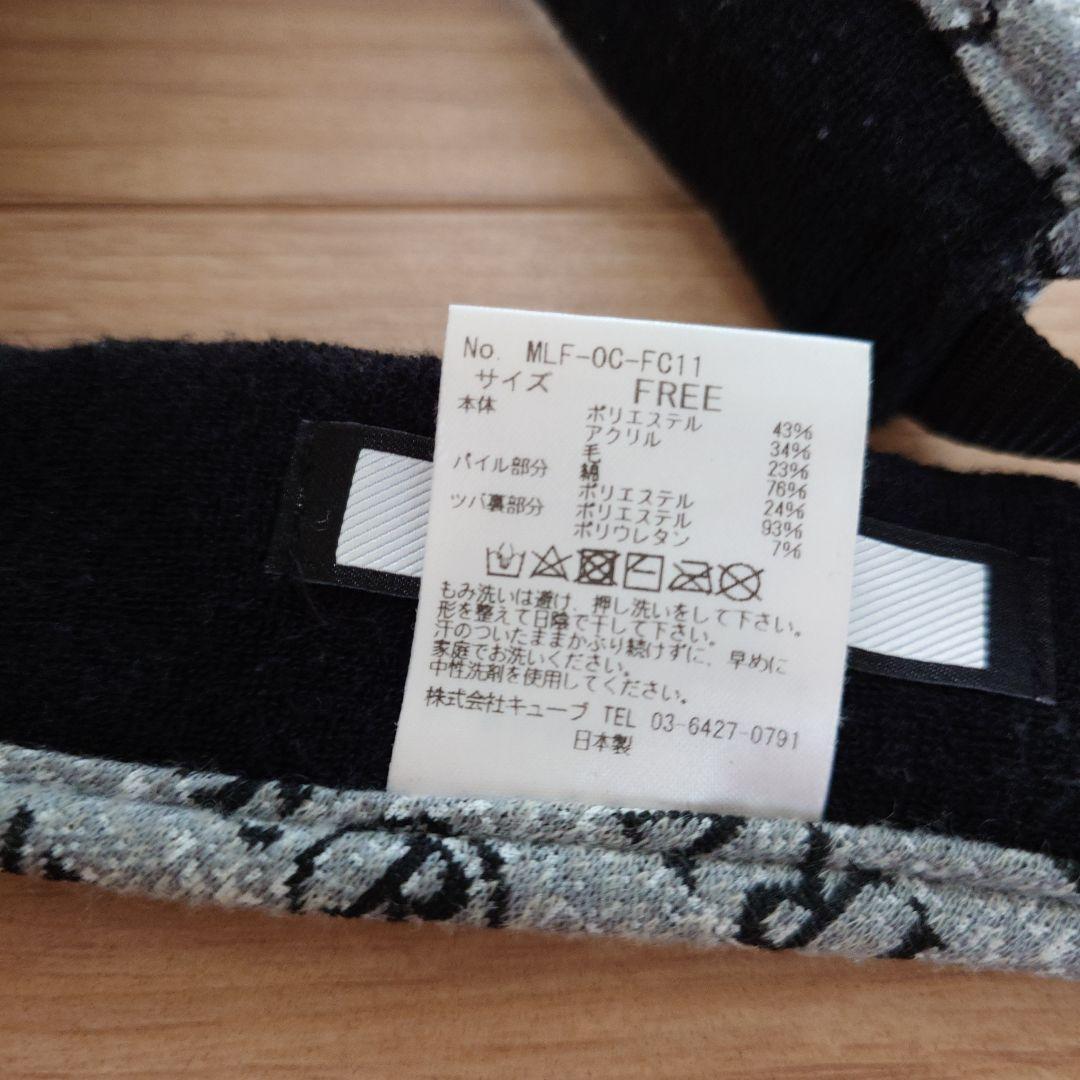 No. MLF-OC-FC11
サイズ FREE
本体 ポリエステル 43%
アクリル 34%
毛 23%
パイル部分 綿 76%
ポリエステル 24%
ツバ裏部分 ポリエステル 93%
ポリウレタン 7%
もみ洗いは避け、押し洗いをして下さい。
形を整えて日陰で干して下さい。
汗のついたままかぶり続けずに、早めに
家庭でお洗いください。
中性洗剤を使用してください。
株式会社キューブ TEL 03-6427-0791
日本製